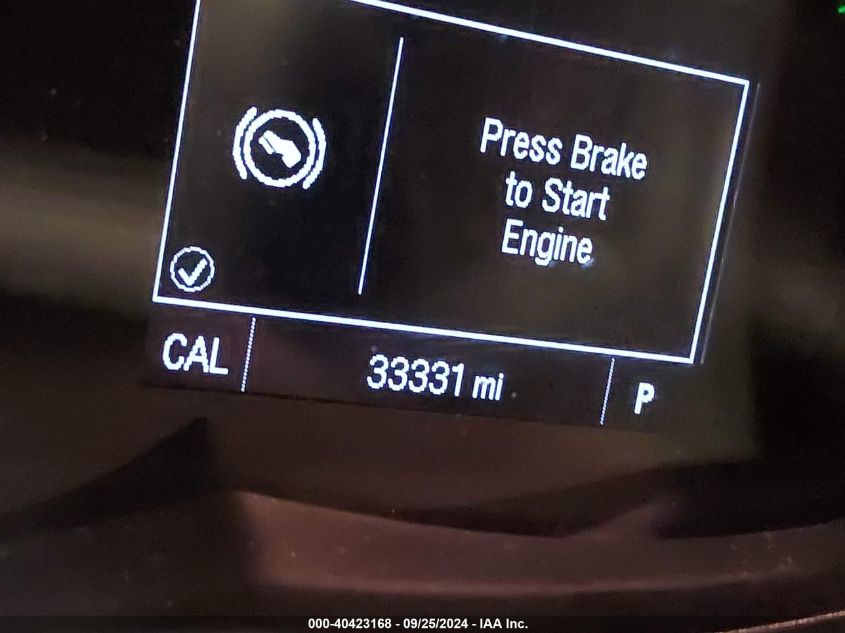 Press Brake
to Start
Engine
CAL 33331 mi P
000-40423168 - 09/25/2024 - IAA Inc.